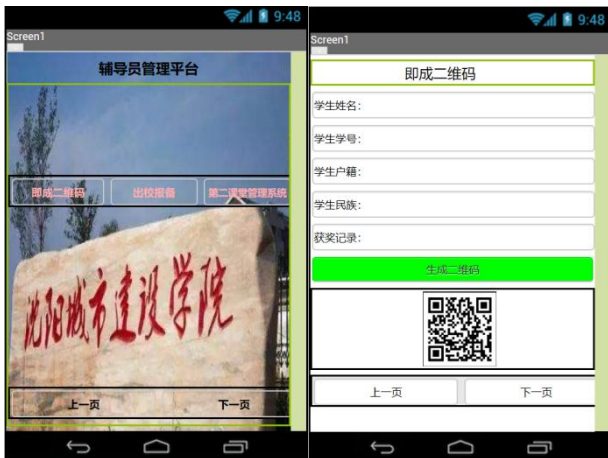 9:48
Screen1
辅导员管理平台
即成二维码
出校报备
第二课堂管理系统
沈阳城市建设学院
上一页
下一页
9:48
Screen1
即成二维码
学生姓名：
学生学号：
学生户籍：
学生民族：
获奖记录：
生成二维码
上一页
下一页